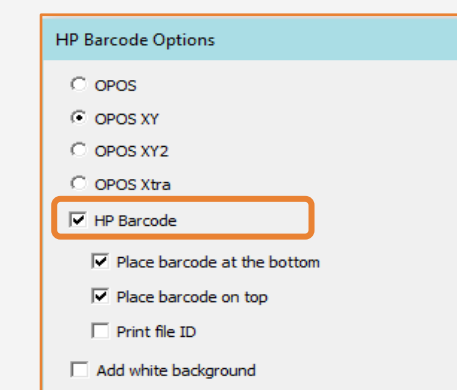 HP Barcode Options
OPOS
OPOS XY
OPOS XY2
OPOS Xtra
HP Barcode
Place barcode at the bottom
Place barcode on top
Print file ID
Add white background